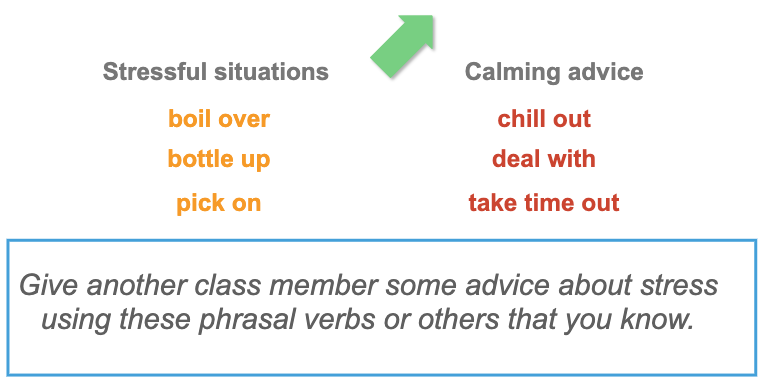 Stressful situations
Calming advice
boil over
chill out
bottle up
deal with
pick on
take time out
Give another class member some advice about stress
using these phrasal verbs or others that you know.